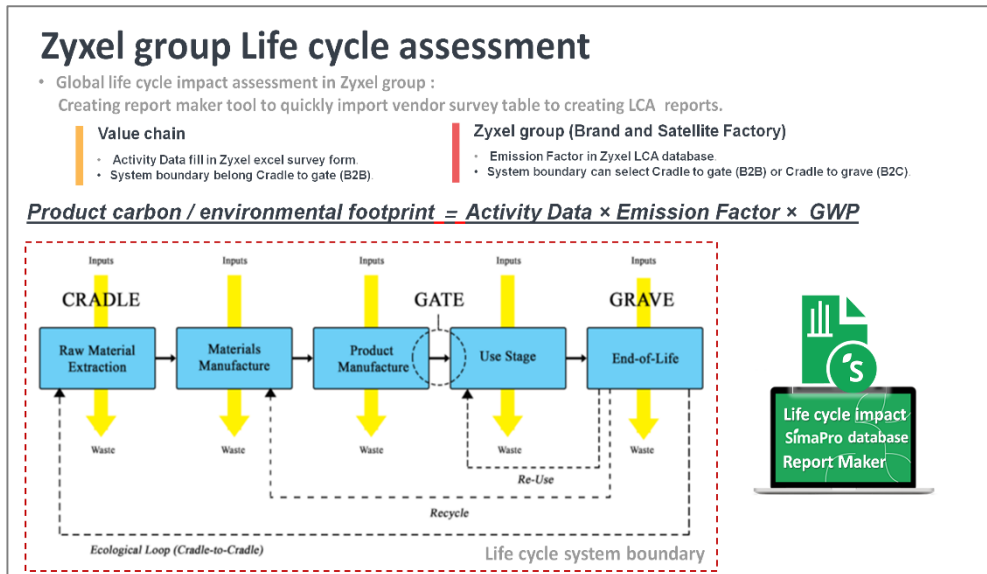 Zyxel group Life cycle assessment
• Global life cycle impact assessment in Zyxel group :
Creating report maker tool to quickly import vendor survey table to creating LCA reports.
Value chain
• Activity Data fill in Zyxel excel survey form.
• System boundary belong Cradle to gate (B2B).
Zyxel group (Brand and Satellite Factory)
• Emission Factor in Zyxel LCA database.
• System boundary can select Cradle to gate (B2B) or Cradle to grave (B2C).
Product carbon / environmental footprint = Activity Data × Emission Factor × GWP
Inputs Inputs Inputs Inputs Inputs
CRADLE GATE GRAVE
Raw Material
Extraction
Materials
Manufacture
Product
Manufacture
Use Stage
End-of-Life
Waste Waste Waste Waste Waste
Re-Use
Recycle
Ecological Loop (Cradle-to-Cradle)
Life cycle system boundary
S
Life cycle impact
SimaPro database
Report Maker